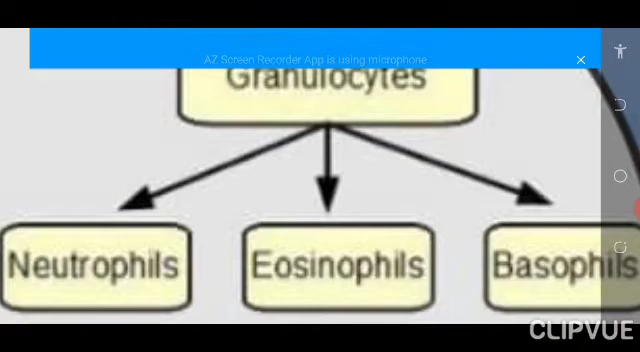 AZ Screen Recorder App is using microphone
Granulocytes
Neutrophils
Eosinophils
Basophils
CLIPVUE